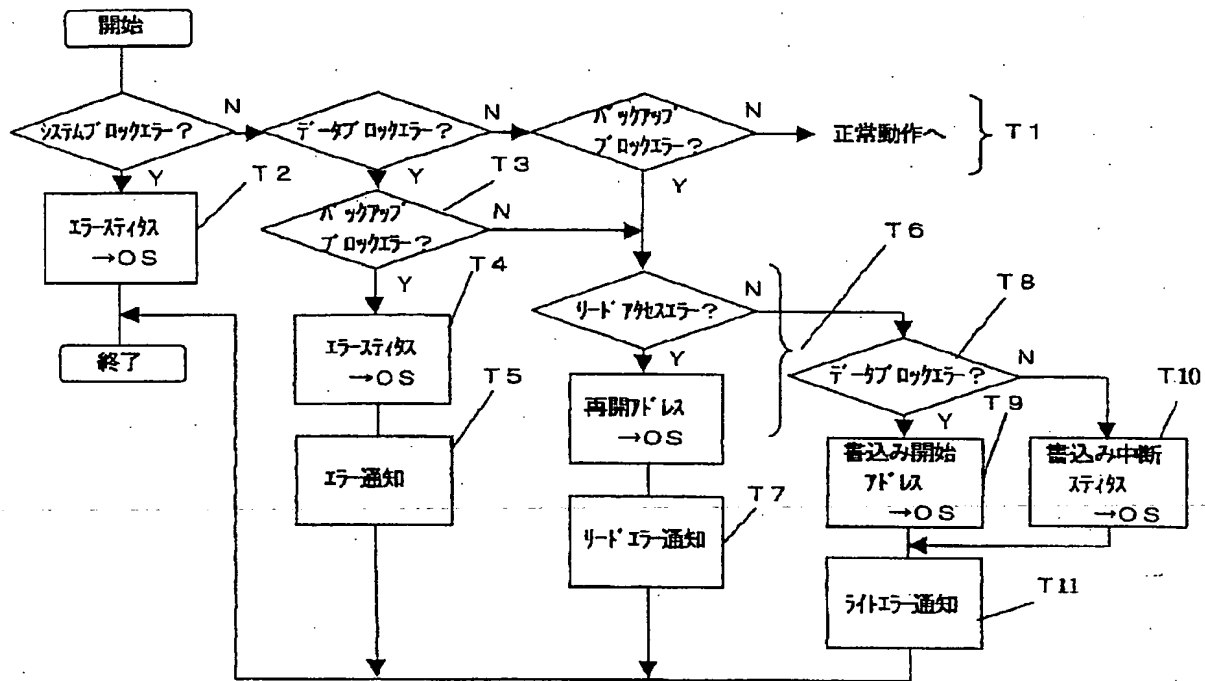 開始
システムブロックエラー？
N
Y
データブロックエラー？
N
Y
バックアップ
ブロックエラー？
N
Y
正常動作へ
T1
T2
エラースティタス
→OS
終了
T3
バックアップ
ブロックエラー？
N
Y
T4
エラースティタス
→OS
T5
エラー通知
T6
リードアクセスエラー？
N
Y
再開アドレス
→OS
T7
リードエラー通知
T8
データブロックエラー？
N
Y
T9
書込み開始
アドレス
→OS
T10
書込み中断
スティタス
→OS
T11
ライトエラー通知